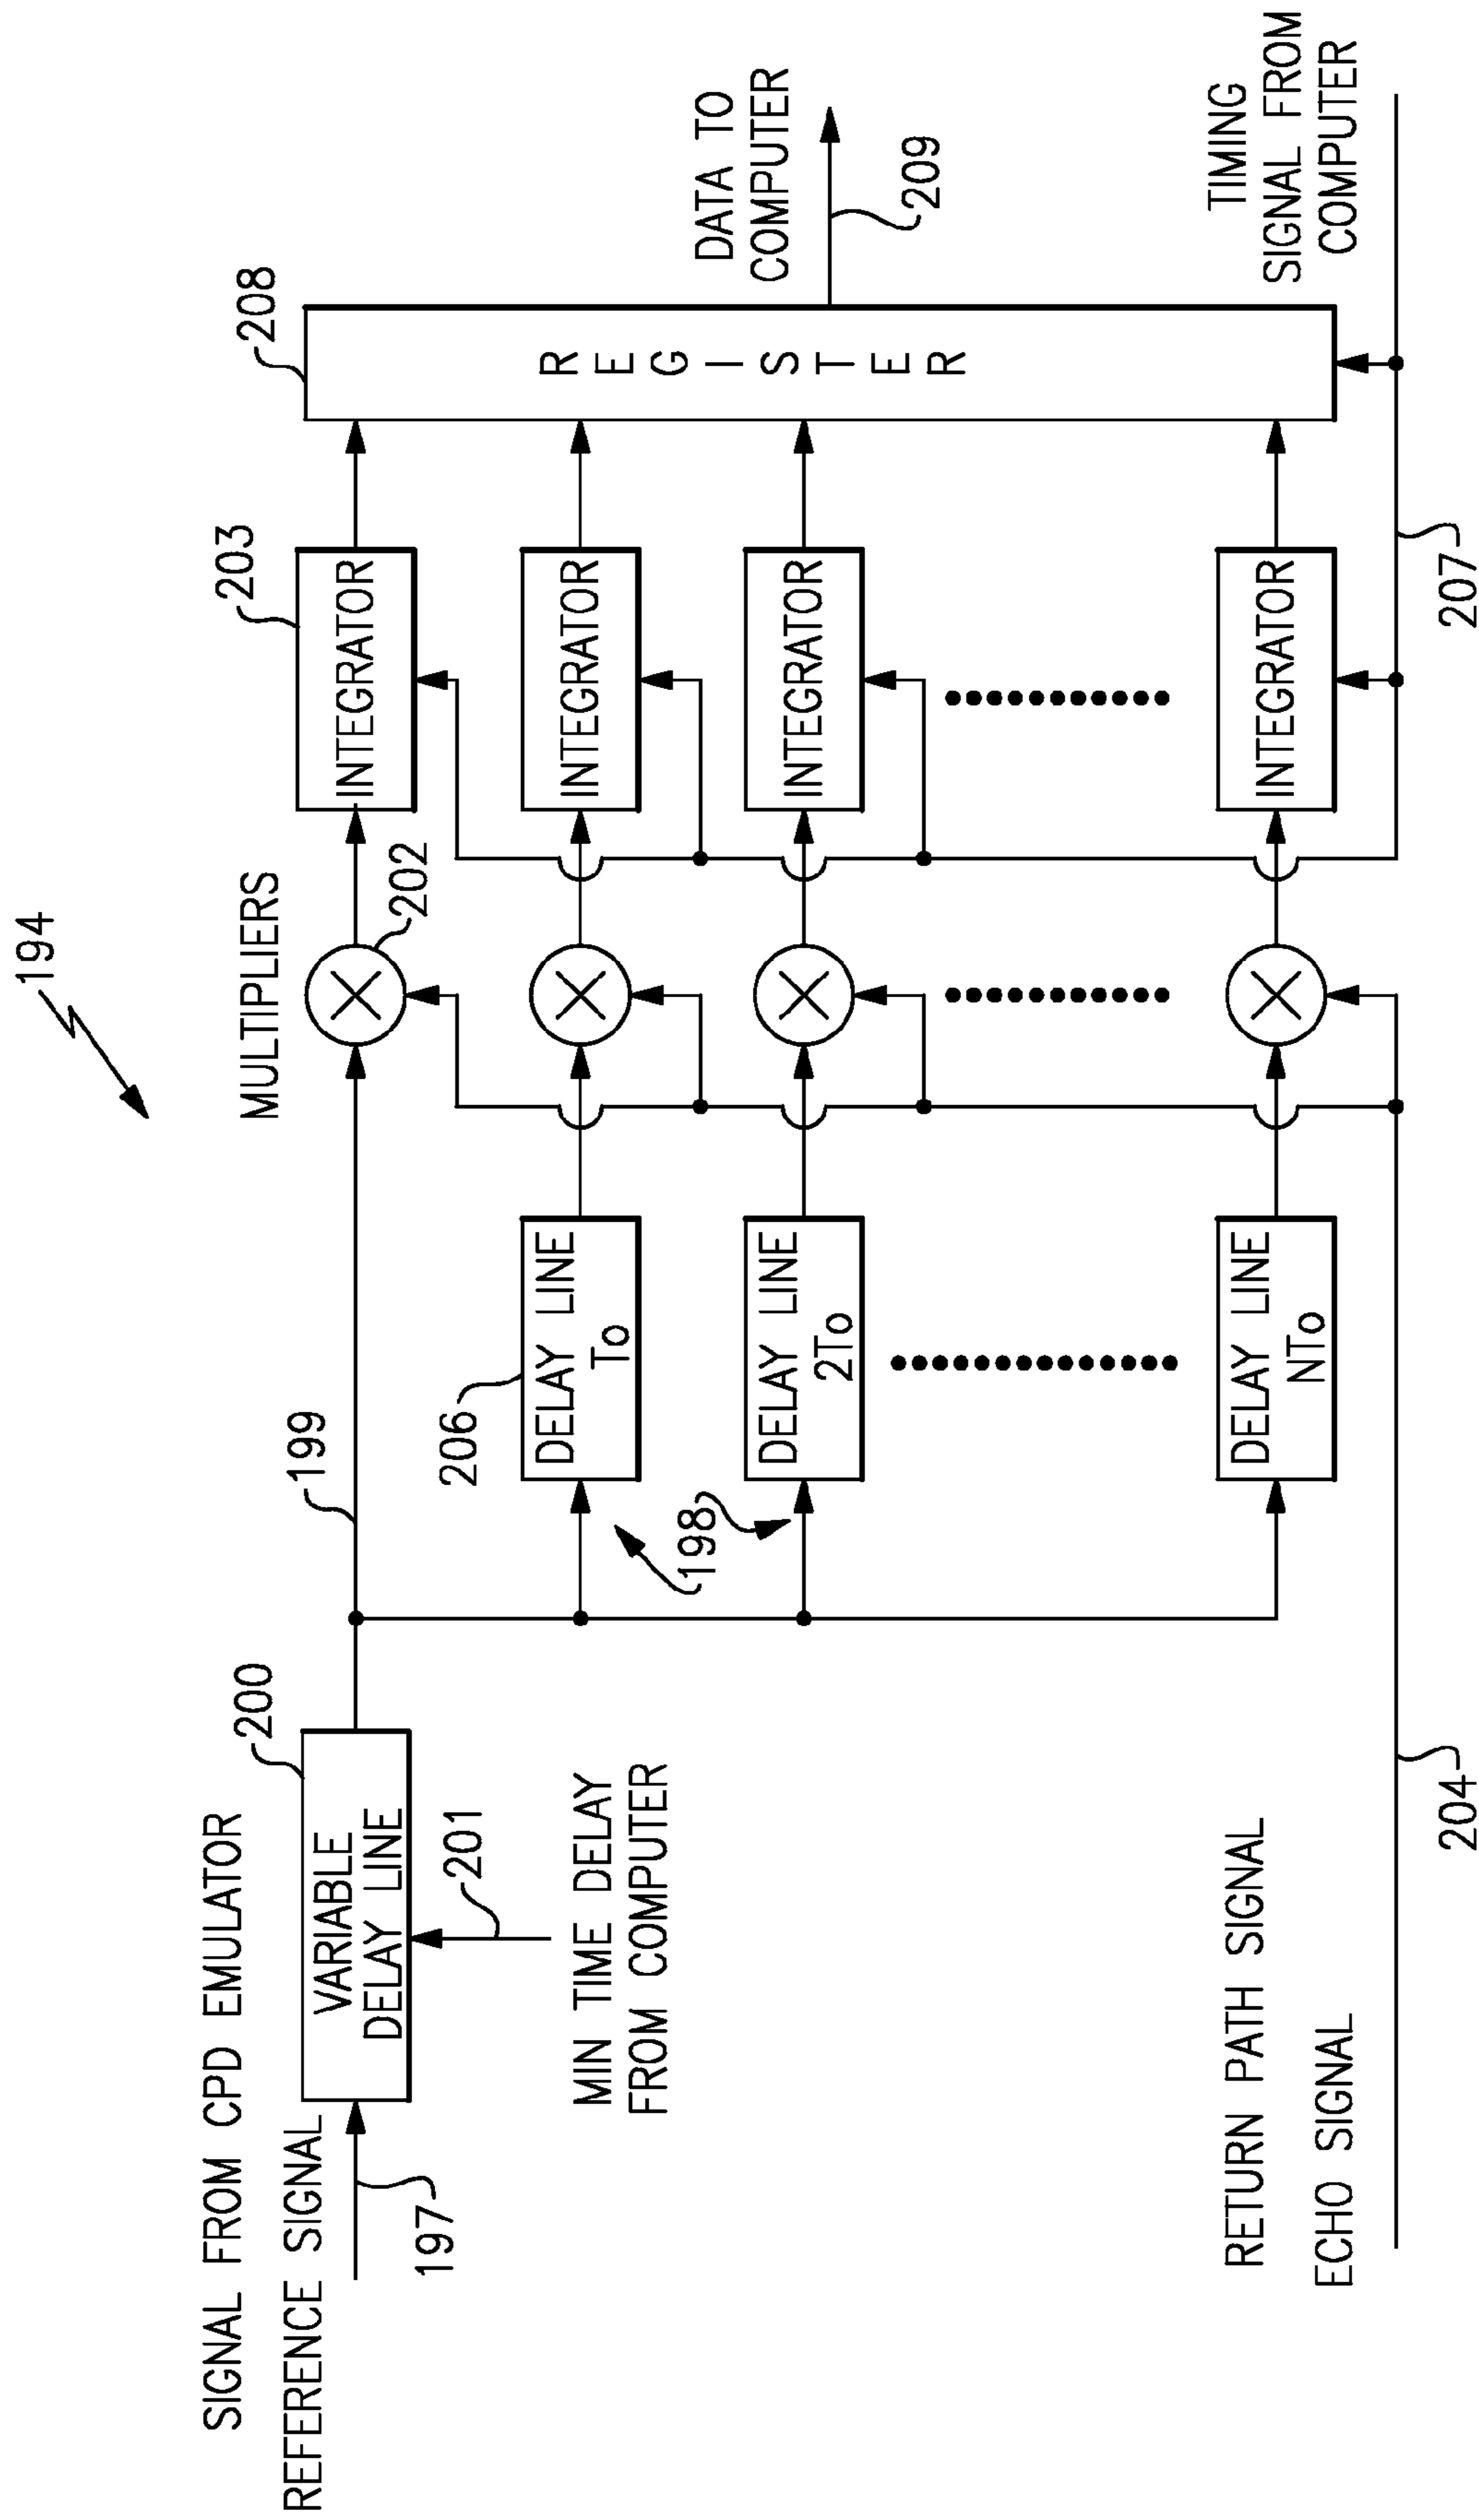 194
SIGNAL FROM CPD EMULATOR
REFERENCE SIGNAL
197
VARIABLE
DELAY LINE
200
201
MIN TIME DELAY
FROM COMPUTER
199
MULTIPLIERS
202
INTEGRATOR
203
206
DELAY LINE
To
INTEGRATOR
198
DELAY LINE
2To
INTEGRATOR
DELAY LINE
NTo
INTEGRATOR
208
REGISTER
DATA TO
COMPUTER
209
TIMING
SIGNAL FROM
COMPUTER
207
RETURN PATH SIGNAL
ECHO SIGNAL
204